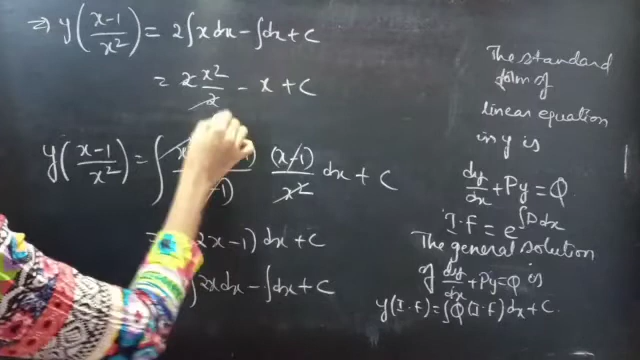 ⇒ y(x-1/x²) = 2∫x dx - ∫dx + c
= 2 x²/2 - x + c
y(x-1/x²) = ∫ (x-1)/x² dx + c
2x-1) dx + c
∫2x dx - ∫dx + c
The standard
form of
linear equation
in y is
dy/dx + Py = Q
I.F = e^∫P dx
The general solution
of dy/dx + Py = Q is
y(I.F) = ∫Q(I.F) dx + c.